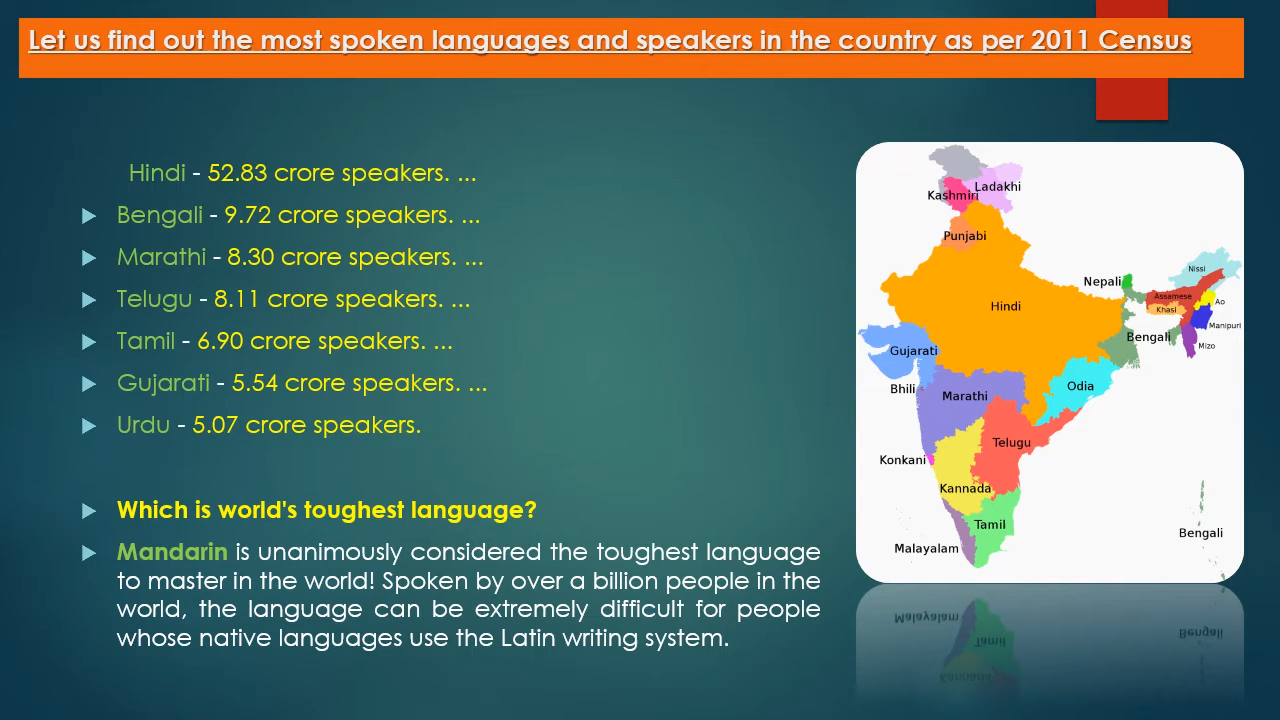 Let us find out the most spoken languages and speakers in the country as per 2011 Census
Hindi - 52.83 crore speakers. ...
Bengali - 9.72 crore speakers. ...
Marathi - 8.30 crore speakers. ...
Telugu - 8.11 crore speakers. ...
Tamil - 6.90 crore speakers. ...
Gujarati - 5.54 crore speakers. ...
Urdu - 5.07 crore speakers.
Which is world's toughest language?
Mandarin is unanimously considered the toughest language
to master in the world! Spoken by over a billion people in the
world, the language can be extremely difficult for people
whose native languages use the Latin writing system.
Kashmiri
Ladakhi
Punjabi
Hindi
Nepali
Nissi
Assamese
Ao
Khasi
Manipuri
Bengali
Mizo
Gujarati
Bhili
Marathi
Odia
Telugu
Konkani
Kannada
Tamil
Malayalam
Bengali
Malayalam
Tamil
Bengali
Kannada